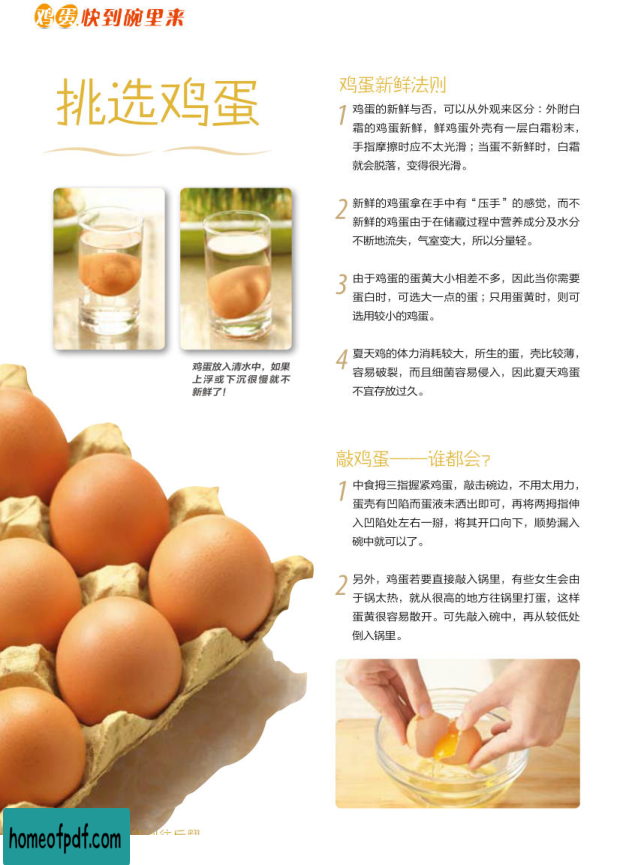 鸡蛋快到碗里来
挑选鸡蛋
鸡蛋放入清水中，如果
上浮或下沉很慢就不
新鲜了！
鸡蛋新鲜法则
1 鸡蛋的新鲜与否，可以从外观来区分：外附白
霜的鸡蛋新鲜，鲜鸡蛋外壳有一层白霜粉末，
手指摩擦时应不太光滑；当蛋不新鲜时，白霜
就会脱落，变得很光滑。
2 新鲜的鸡蛋拿在手中有“压手”的感觉，而不
新鲜的鸡蛋由于在储藏过程中营养成分及水分
不断地流失，气室变大，所以分量轻。
3 由于鸡蛋的蛋黄大小相差不多，因此当你需要
蛋白时，可选大一点的蛋；只用蛋黄时，则可
选用较小的鸡蛋。
4 夏天鸡的体力消耗较大，所生的蛋，壳比较薄，
容易破裂，而且细菌容易侵入，因此夏天鸡蛋
不宜存放过久。
敲鸡蛋——谁都会?
1 中食拇三指握紧鸡蛋，敲击碗边，不用太用力，
蛋壳有凹陷而蛋液未洒出即可，再将两拇指伸
入凹陷处左右一掰，将其开口向下，顺势漏入
碗中就可以了。
2 另外，鸡蛋若要直接敲入锅里，有些女生会由
于锅太热，就从很高的地方往锅里打蛋，这样
蛋黄很容易散开。可先敲入碗中，再从较低处
倒入锅里。
homeofpdf.com